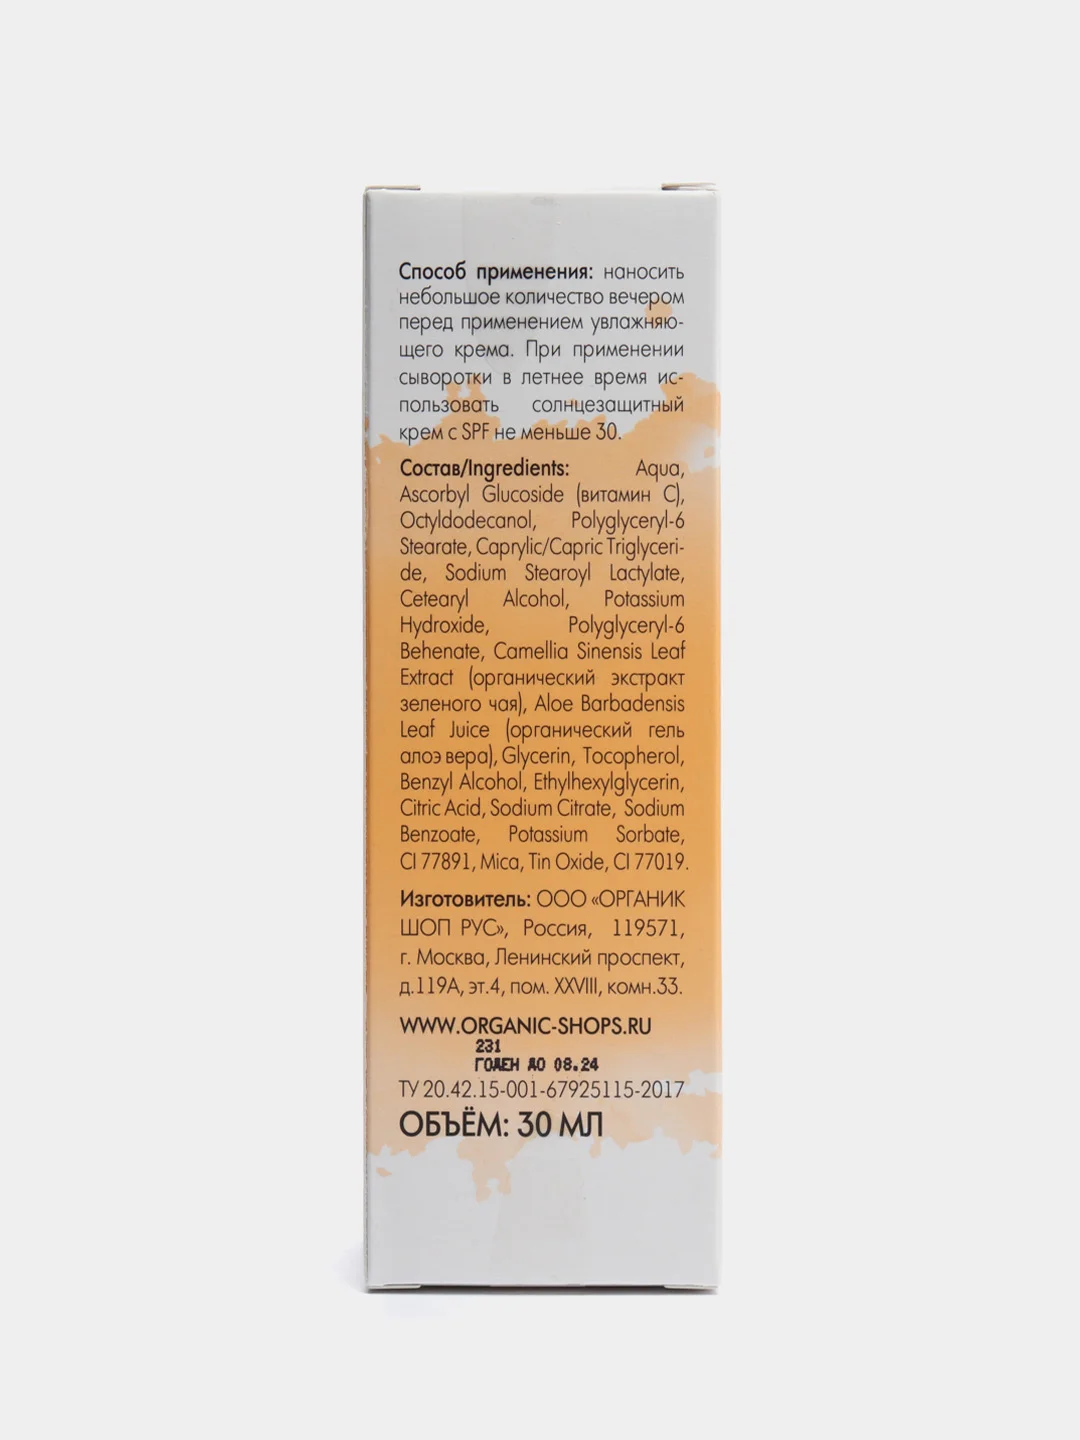 Способ применения: наносить
небольшое количество вечером
перед применением увлажняю-
щего крема. При применении
сыворотки в летнее время ис-
пользовать солнцезащитный
крем с SPF не меньше 30.
Состав/Ingredients: Aqua,
Ascorbyl Glucoside (витамин С),
Octyldodecanol, Polyglyceryl-6
Stearate, Caprylic/Capric Triglyceri-
de, Sodium Stearoyl Lactylate,
Cetearyl Alcohol, Potassium
Hydroxide, Polyglyceryl-6
Behenate, Camellia Sinensis Leaf
Extract (органический экстракт
зеленого чая), Aloe Barbadensis
Leaf Juice (органический гель
алоэ вера), Glycerin, Tocopherol,
Benzyl Alcohol, Ethylhexylglycerin,
Citric Acid, Sodium Citrate, Sodium
Benzoate, Potassium Sorbate,
CI 77891, Mica, Tin Oxide, CI 77019.
Изготовитель: ООО «ОРГАНИК
ШОП РУС», Россия, 119571,
г. Москва, Ленинский проспект,
д.119А, эт.4, пом. XXVIII, комн.33.
WWW.ORGANIC-SHOPS.RU
231
ГОДЕН ДО 08.24
ТУ 20.42.15-001-67925115-2017
ОБЪЁМ: 30 МЛ